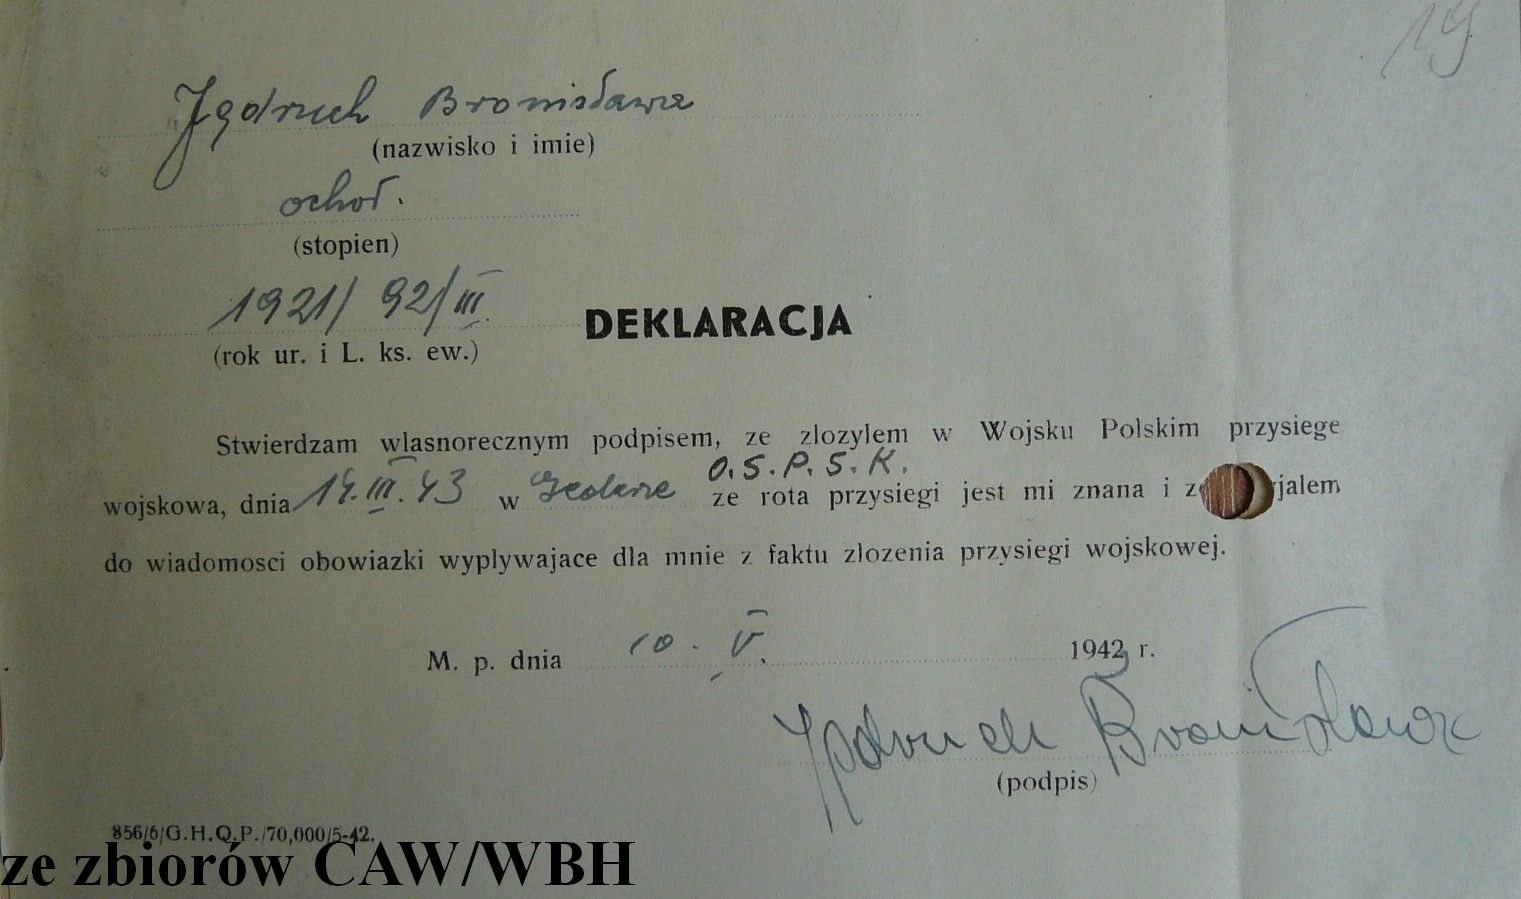 19
Jędruch Bronisława
(nazwisko i imie)
ochot.
(stopien)
1921/ 92/III
(rok ur. i L. ks. ew.)
DEKLARACJA
Stwierdzam wlasnorecznym podpisem, ze zlozylem w Wojsku Polskim przysiege
O.S.P.S.K.
wojskowa, dnia 14.III.43 w Gedera ze rota przysiegi jest mi znana i z jalem
do wiadomosci obowiazki wyplywajace dla mnie z faktu zlozenia przysiegi wojskowej.
M. p. dnia 10. V. 1943 r.
Jędruch Bronisława
(podpis)
856/6/G.H.Q.P./70,000/5-42.
ze zbiorów CAW/WBH